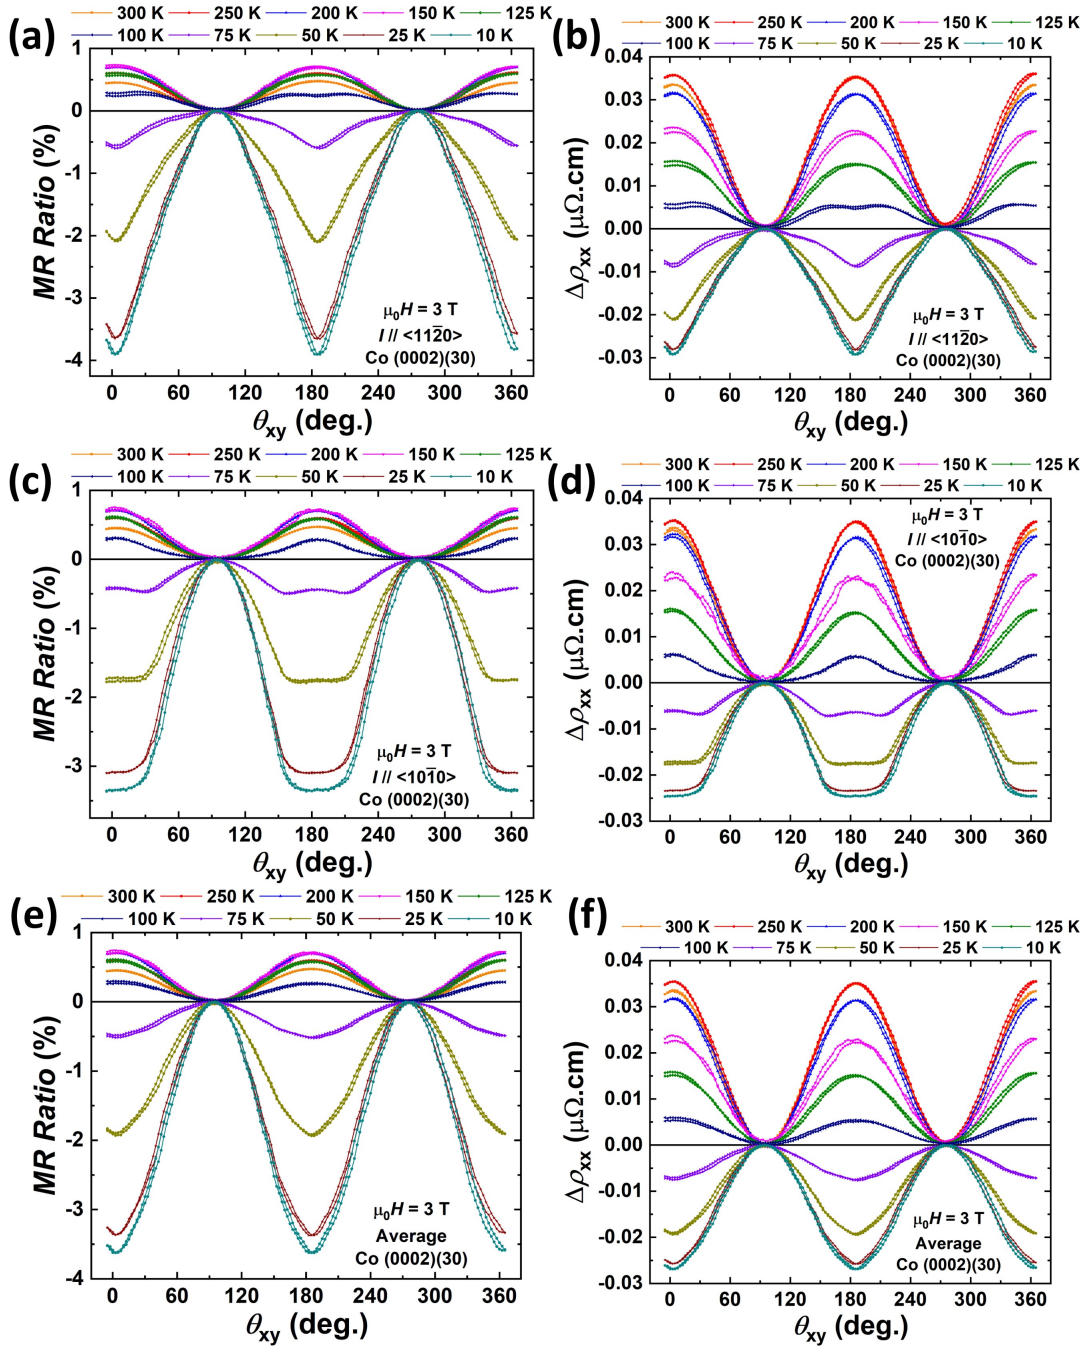 (a)
300 K 250 K 200 K 150 K 125 K
100 K 75 K 50 K 25 K 10 K
1
0
-1
-2
-3
-4
MR Ratio (%)
μ₀H = 3 T
I // <112̅0>
Co (0002)(30)
0 60 120 180 240 300 360
θxy (deg.)
(b)
300 K 250 K 200 K 150 K 125 K
100 K 75 K 50 K 25 K 10 K
0.04
0.03
0.02
0.01
0.00
-0.01
-0.02
-0.03
Δρxx (μΩ.cm)
μ₀H = 3 T
I // <112̅0>
Co (0002)(30)
0 60 120 180 240 300 360
θxy (deg.)
(c)
300 K 250 K 200 K 150 K 125 K
100 K 75 K 50 K 25 K 10 K
1
0
-1
-2
-3
MR Ratio (%)
μ₀H = 3 T
I // <101̅0>
Co (0002)(30)
0 60 120 180 240 300 360
θxy (deg.)
(d)
300 K 250 K 200 K 150 K 125 K
100 K 75 K 50 K 25 K 10 K
0.04
0.03
0.02
0.01
0.00
-0.01
-0.02
-0.03
Δρxx (μΩ.cm)
μ₀H = 3 T
I // <101̅0>
Co (0002)(30)
0 60 120 180 240 300 360
θxy (deg.)
(e)
300 K 250 K 200 K 150 K 125 K
100 K 75 K 50 K 25 K 10 K
1
0
-1
-2
-3
-4
MR Ratio (%)
μ₀H = 3 T
Average
Co (0002)(30)
0 60 120 180 240 300 360
θxy (deg.)
(f)
300 K 250 K 200 K 150 K 125 K
100 K 75 K 50 K 25 K 10 K
0.04
0.03
0.02
0.01
0.00
-0.01
-0.02
-0.03
Δρxx (μΩ.cm)
μ₀H = 3 T
Average
Co (0002)(30)
0 60 120 180 240 300 360
θxy (deg.)